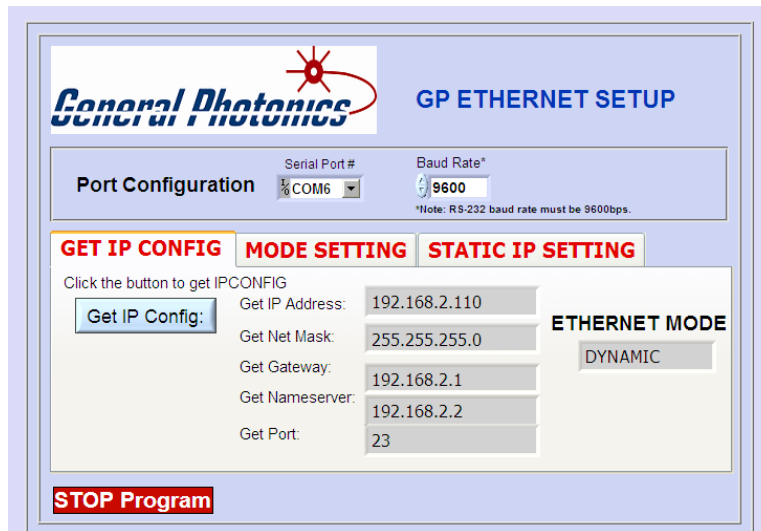 General Photonics
GP ETHERNET SETUP
Port Configuration
Serial Port #
COM6
Baud Rate*
9600
*Note: RS-232 baud rate must be 9600bps.
GET IP CONFIG
MODE SETTING
STATIC IP SETTING
Click the button to get IPCONFIG
Get IP Config:
Get IP Address: 192.168.2.110
Get Net Mask: 255.255.255.0
Get Gateway: 192.168.2.1
Get Nameserver: 192.168.2.2
Get Port: 23
ETHERNET MODE
DYNAMIC
STOP Program